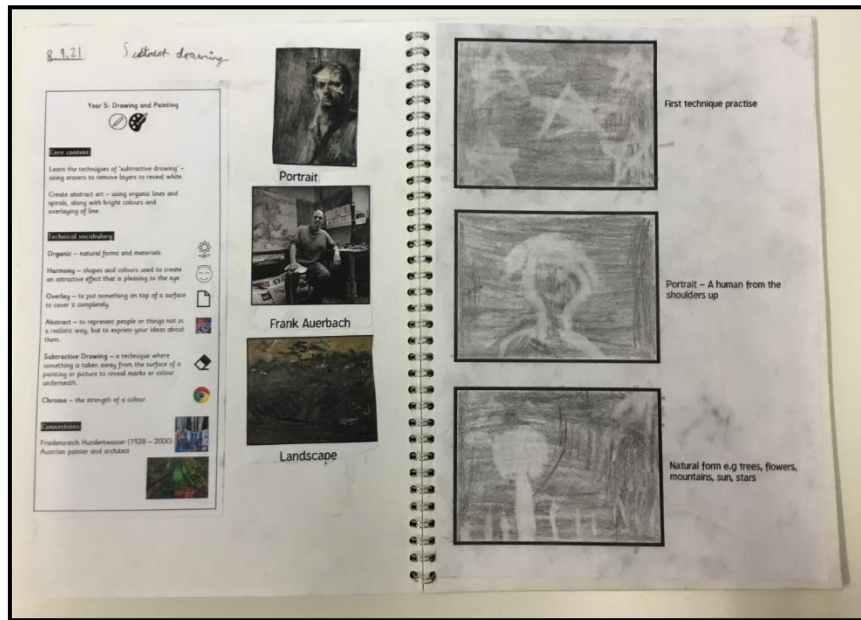 8.9.21 Subtract drawing
Year 5: Drawing and Painting
Core content
Learn the techniques of 'subtractive drawing' –
using erasers to remove layers to reveal white.
Create abstract art – using organic lines and
spirals, along with bright colours and
overlaying of line.
Technical vocabulary
Organic – natural forms and materials.
Harmony – shapes and colours used to create
an attractive effect that is pleasing to the eye.
Overlay – to put something on top of a surface
to cover it completely.
Abstract – to represent people or things not in
a realistic way, but to express your ideas about
them.
Subtractive Drawing – a technique where
something is taken away from the surface of a
painting or picture to reveal marks or colour
underneath.
Chroma – the strength of a colour.
Connections
Friedensreich Hundertwasser (1928 – 2000)
Austrian painter and architect
Portrait
Frank Auerbach
Landscape
First technique practise
Portrait – A human from the
shoulders up
Natural form e.g trees, flowers,
mountains, sun, stars